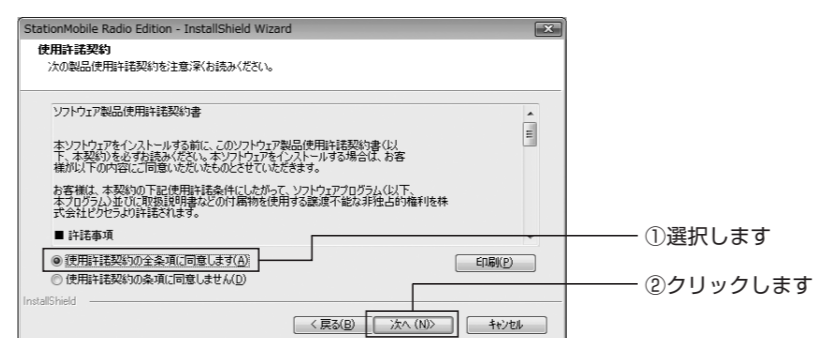 StationMobile Radio Edition - InstallShield Wizard
使用許諾契約
次の製品使用許諾契約を注意深くお読みください。
ソフトウェア製品使用許諾契約書
本ソフトウェアをインストールする前に、このソフトウェア製品使用許諾契約書（以
下、本契約）を必ずお読みください。本ソフトウェアをインストールする場合は、お客
様が以下の内容にご同意いただいたものとさせていただきます。
お客様は、本契約の下記使用許諾条件にしたがって、ソフトウェアプログラム（以下、
本プログラム）並びに取扱説明書などの付属物を使用する譲渡不能な非独占的権利を株
式会社ピクセラより許諾されます。
■ 許諾事項
使用許諾契約の全条項に同意します(A)
①選択します
印刷(P)
使用許諾契約の条項に同意しません(D)
②クリックします
InstallShield
< 戻る(B)
次へ (N)>
キャンセル